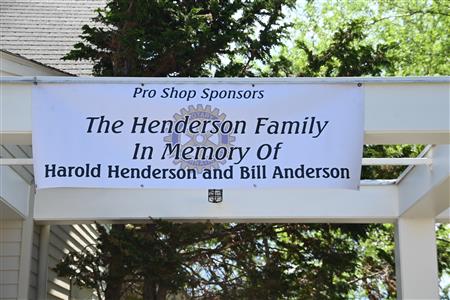 Pro Shop Sponsors
The Henderson Family
In Memory Of
Harold Henderson and Bill Anderson